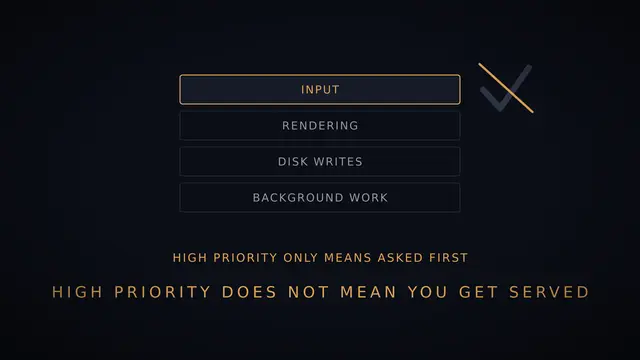 INPUT
RENDERING
DISK WRITES
BACKGROUND WORK
HIGH PRIORITY ONLY MEANS ASKED FIRST
HIGH PRIORITY DOES NOT MEAN YOU GET SERVED